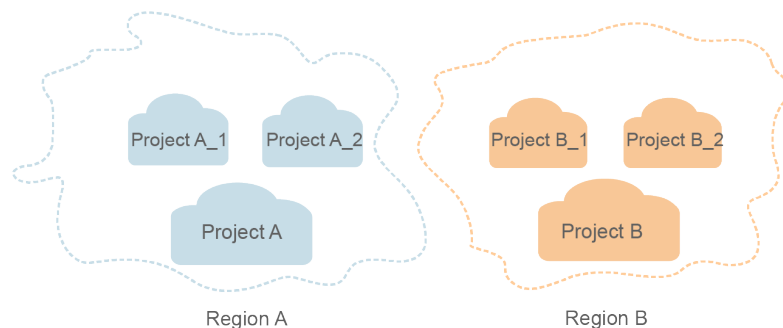 Project A_1
Project A_2
Project A
Region A
Project B_1
Project B_2
Project B
Region B